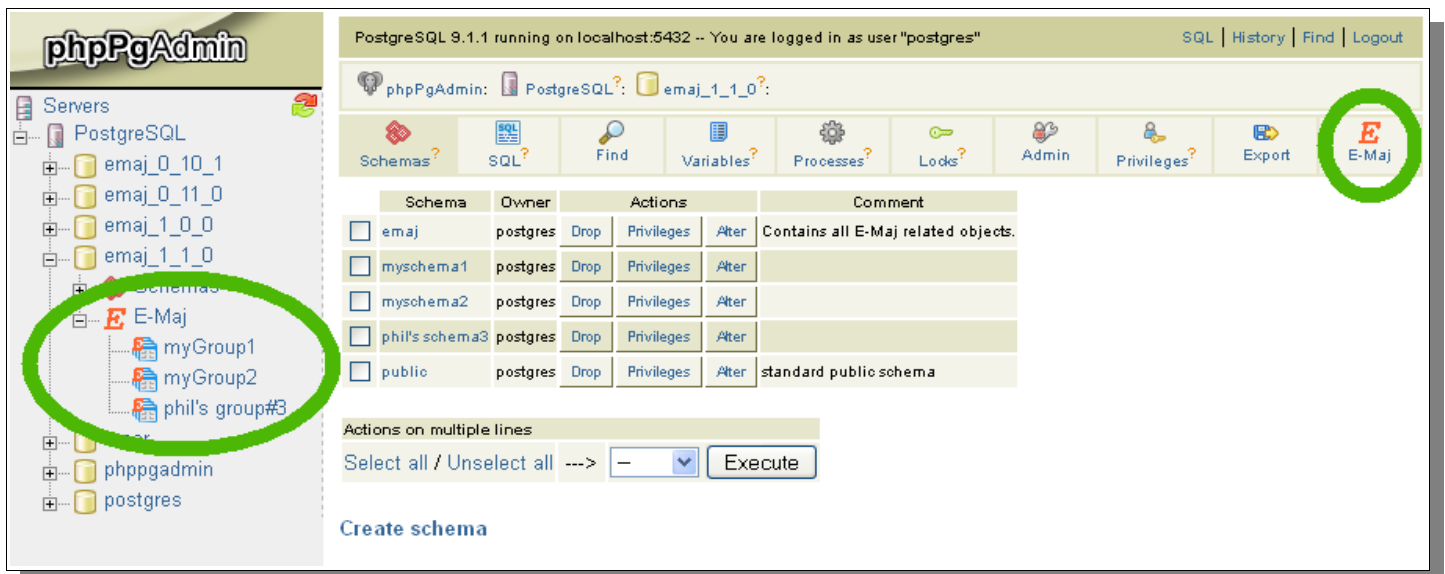 phpPgAdmin
Servers
PostgreSQL
emaj_0_10_1
emaj_0_11_0
emaj_1_0_0
emaj_1_1_0
Schemas
E-Maj
myGroup1
myGroup2
phil's group#3
phppgadmin
postgres
PostgreSQL 9.1.1 running on localhost:5432 -- You are logged in as user "postgres" SQL | History | Find | Logout
phpPgAdmin: PostgreSQL?: emaj_1_1_0?:
Schemas? SQL? Find Variables? Processes? Locks? Admin Privileges? Export E-Maj
Schema Owner Actions Comment
emaj postgres Drop Privileges Alter Contains all E-Maj related objects.
myschema1 postgres Drop Privileges Alter
myschema2 postgres Drop Privileges Alter
phil's schema3 postgres Drop Privileges Alter
public postgres Drop Privileges Alter standard public schema
Actions on multiple lines
Select all / Unselect all ---> -- Execute
Create schema